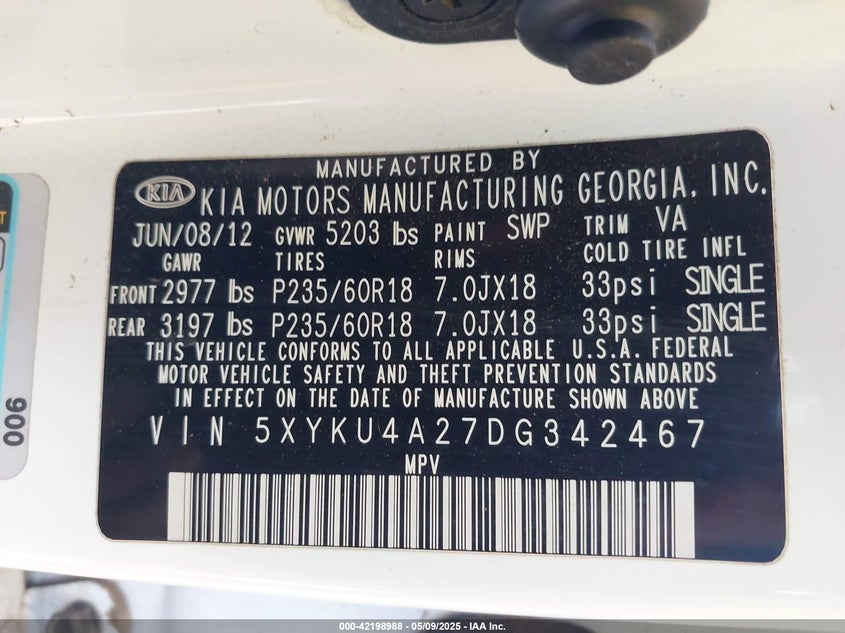 MANUFACTURED BY
KIA KIA MOTORS MANUFACTURING GEORGIA, INC.
JUN/08/12 GVWR 5203 lbs PAINT SWP TRIM VA
GAWR TIRES RIMS COLD TIRE INFL
FRONT 2977 lbs P235/60R18 7.0JX18 33psi SINGLE
REAR 3197 lbs P235/60R18 7.0JX18 33psi SINGLE
THIS VEHICLE CONFORMS TO ALL APPLICABLE U.S.A. FEDERAL
MOTOR VEHICLE SAFETY AND THEFT PREVENTION STANDARDS
IN EFFECT ON THE DATE OF MANUFACTURE SHOWN ABOVE
VIN 5XYKU4A27DG342467
MPV
006
000-42198988 - 05/09/2025 - IAA Inc.